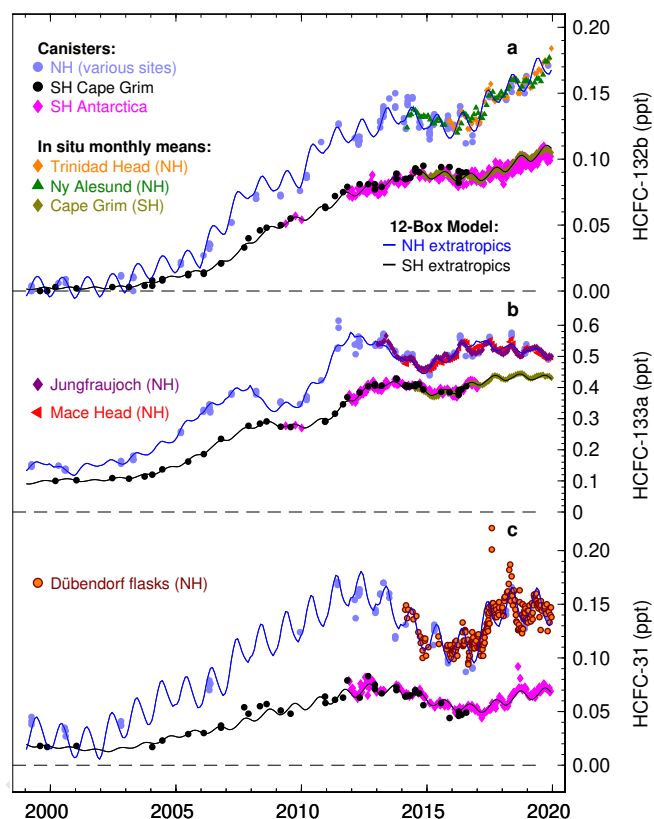 a
Canisters:
NH (various sites)
SH Cape Grim
SH Antarctica
In situ monthly means:
Trinidad Head (NH)
Ny Alesund (NH)
Cape Grim (SH)
12-Box Model:
NH extratropics
SH extratropics
0.20
0.15
0.10
0.05
0.00
HCFC-132b (ppt)
b
Jungfraujoch (NH)
Mace Head (NH)
0.6
0.5
0.4
0.3
0.2
0.1
0
HCFC-133a (ppt)
c
Dübendorf flasks (NH)
0.20
0.15
0.10
0.05
0.00
HCFC-31 (ppt)
2000 2005 2010 2015 2020